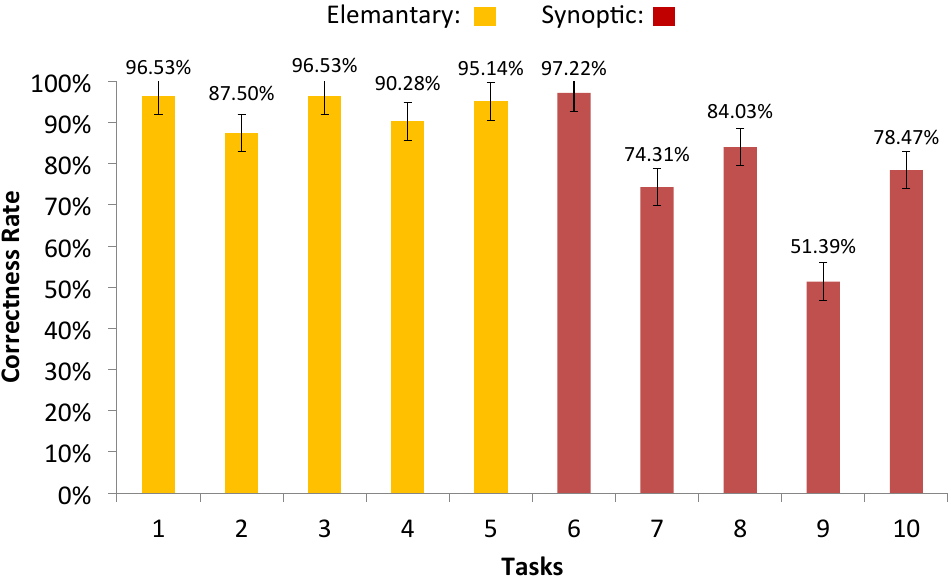 Elemantary: Synoptic:
96.53% 87.50% 96.53% 90.28% 95.14% 97.22% 74.31% 84.03% 51.39% 78.47%
100%
90%
80%
70%
60%
50%
40%
30%
20%
10%
0%
Correctness Rate
1 2 3 4 5 6 7 8 9 10
Tasks